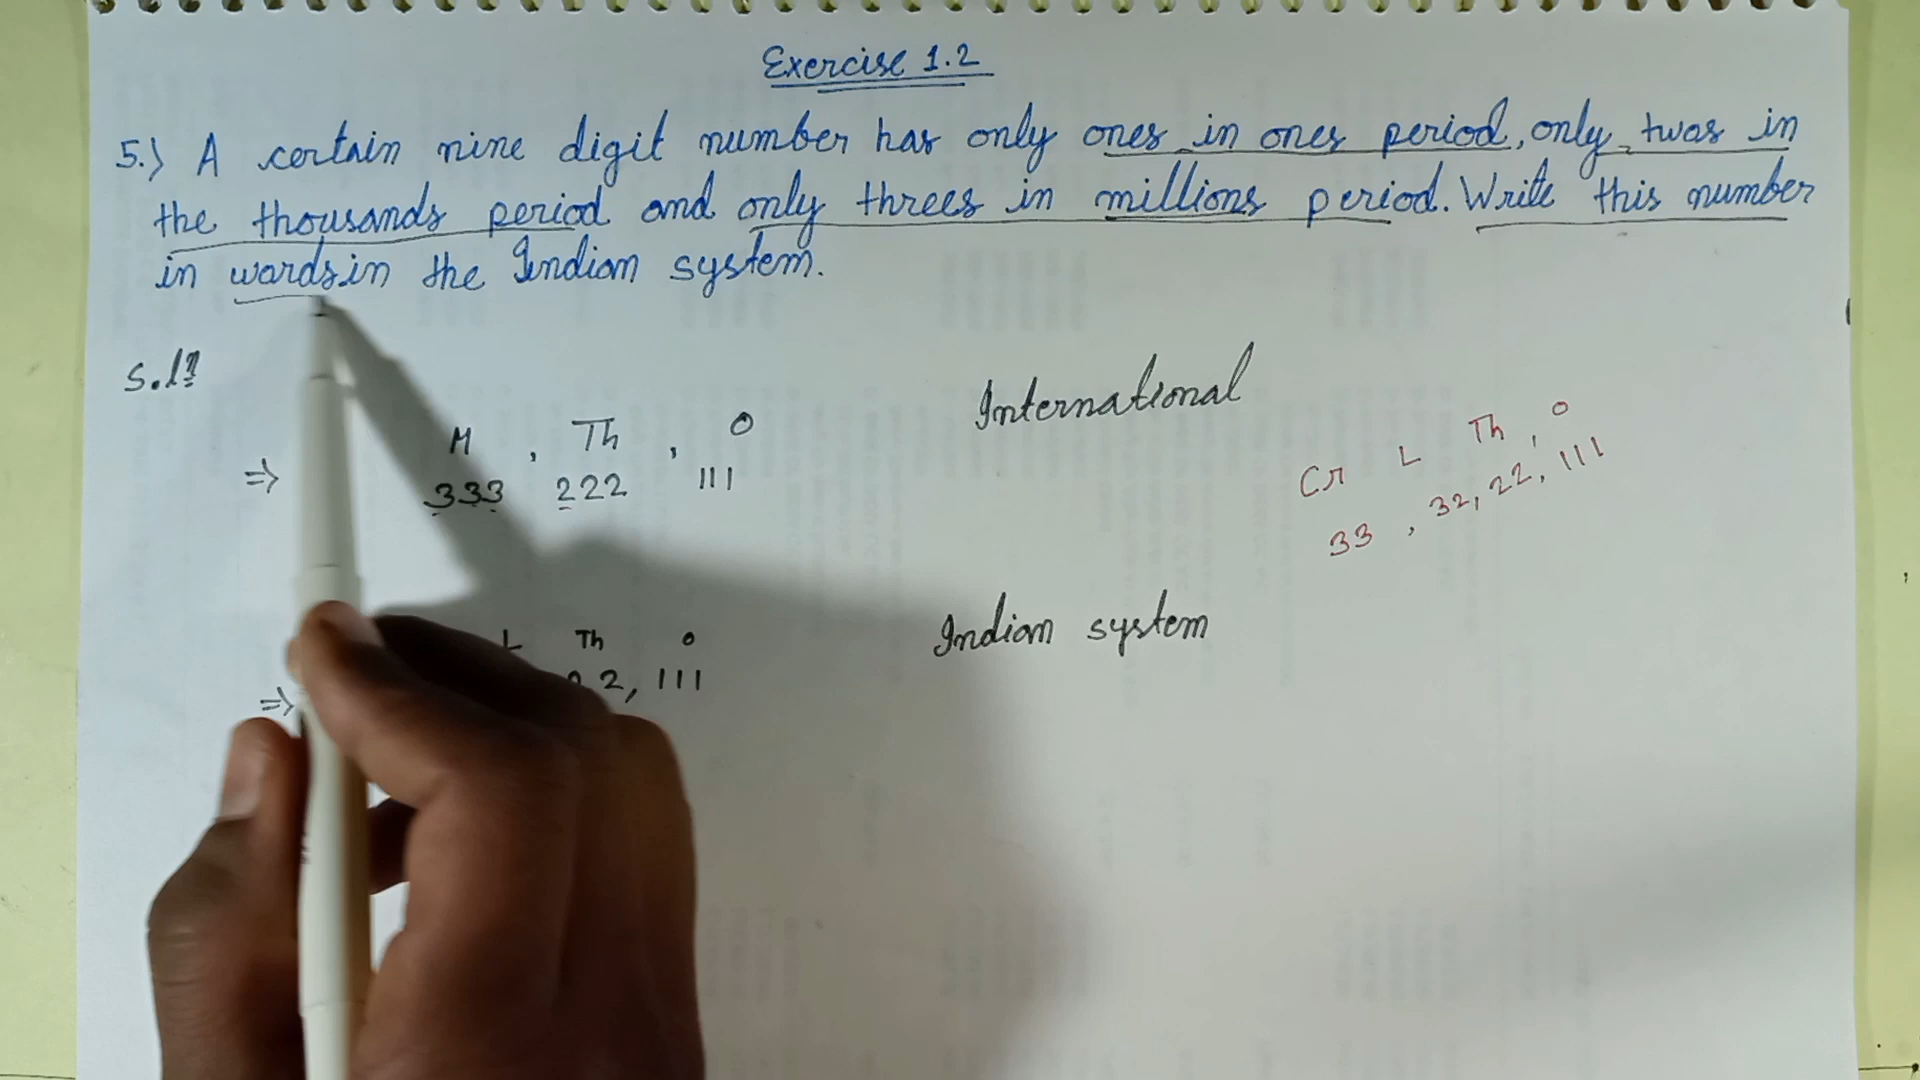 Exercise 1.2
5.) A certain nine digit number has only ones in ones period, only twos in
the thousands period and only threes in millions period. Write this number
in words in the Indian system.
Soln
International
M , Th , O
⇒ 333 222 111
Cr L Th , O
33 , 32, 22, 111
Indian system
L Th O
⇒ 2, 111